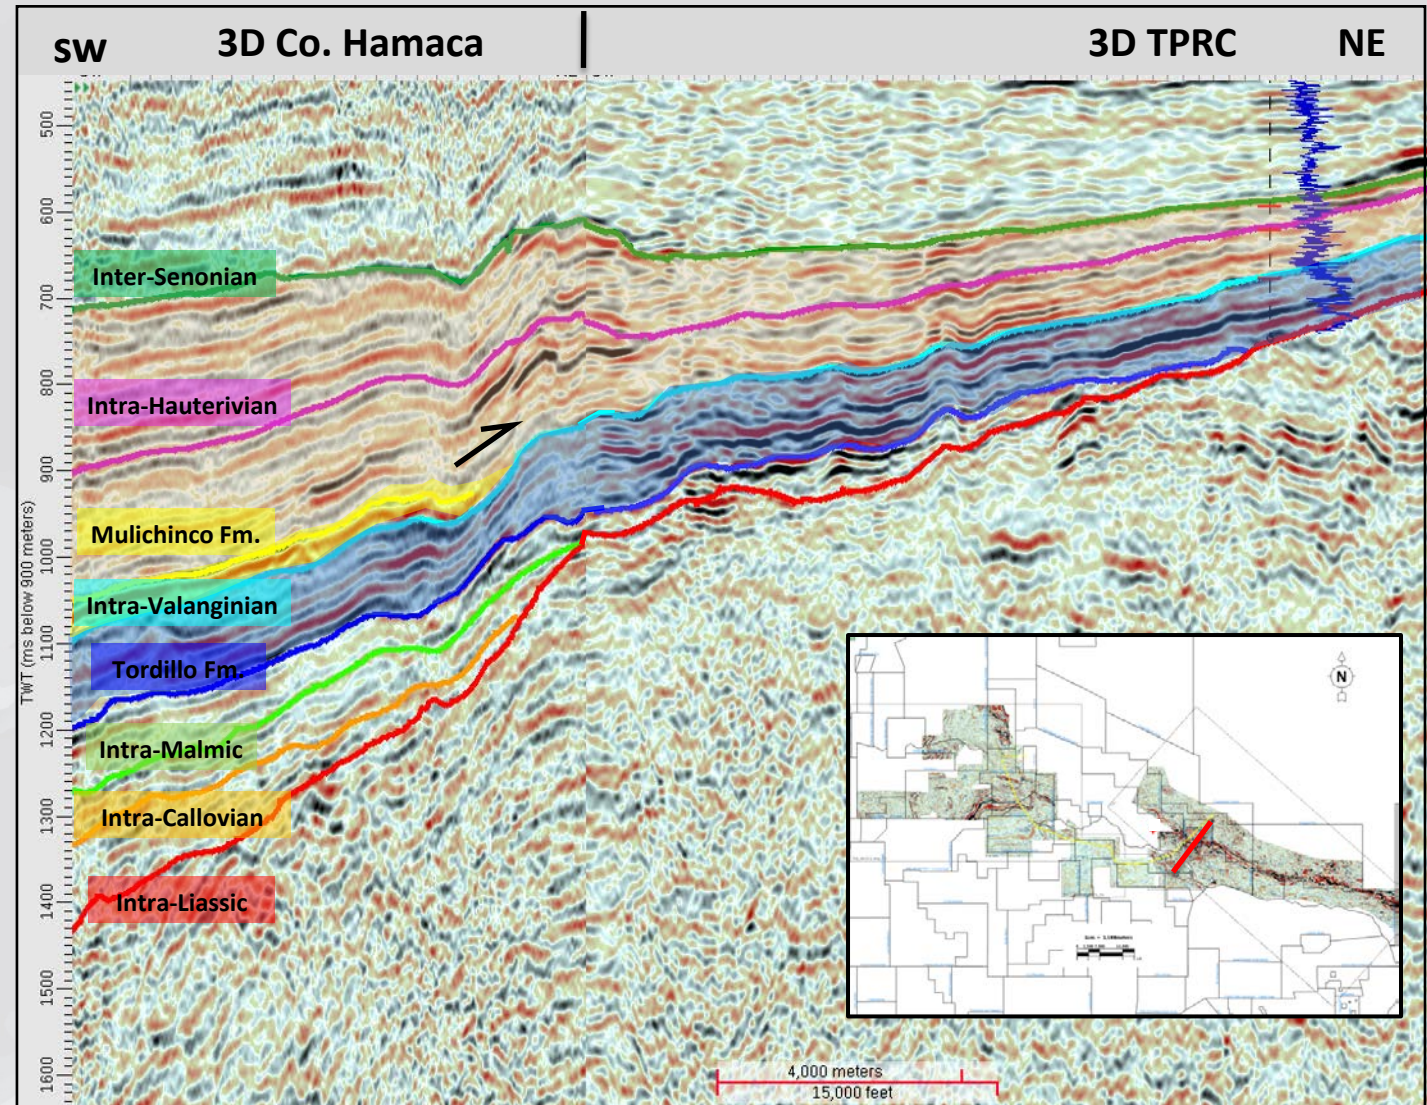 SW
3D Co. Hamaca
3D TPRC
NE
500
600
700
800
900
1000
1100
1200
1300
1400
1500
1600
TWT (ms below 900 meters)
Inter-Senonian
Intra-Hauterivian
Mulichinco Fm.
Intra-Valanginian
Tordillo Fm.
Intra-Malmic
Intra-Callovian
Intra-Liassic
N
4,000 meters
15,000 feet